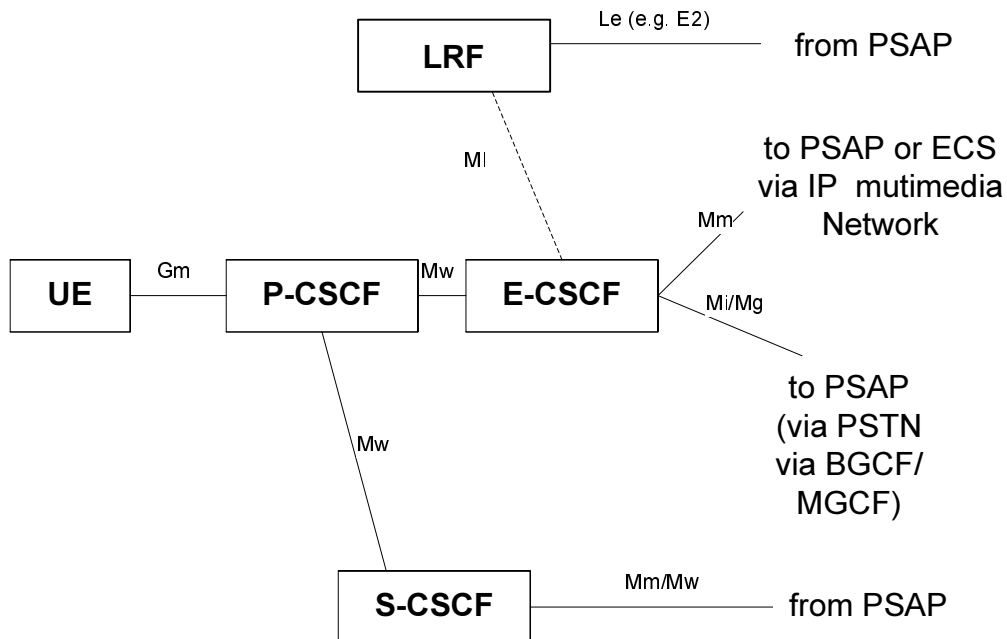 Le (e.g. E2)
from PSAP
LRF
Ml
to PSAP or ECS
via IP mutimedia
Network
Mm
UE
Gm
P-CSCF
Mw
E-CSCF
Mi/Mg
to PSAP
(via PSTN
via BGCF/
MGCF)
Mw
S-CSCF
Mm/Mw
from PSAP